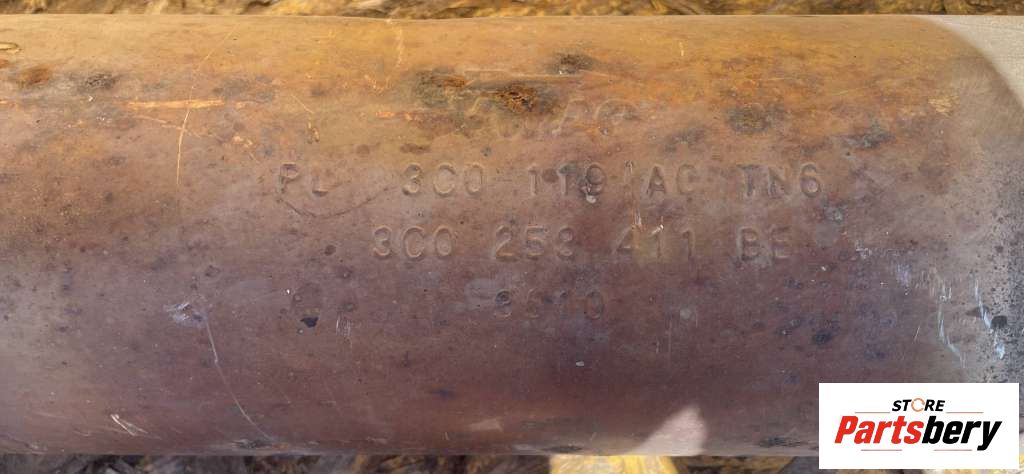 PL 3C0 119 AC TN6
3C0 253 411 BE
STORE
Partsbery